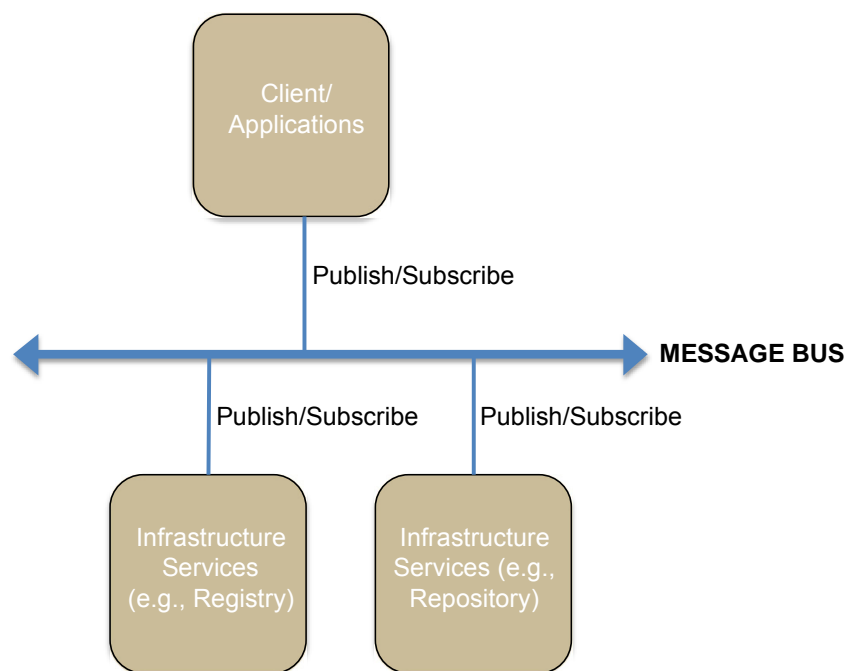 Client/
Applications
Publish/Subscribe
MESSAGE BUS
Publish/Subscribe
Publish/Subscribe
Infrastructure
Services
(e.g., Registry)
Infrastructure
Services (e.g.,
Repository)